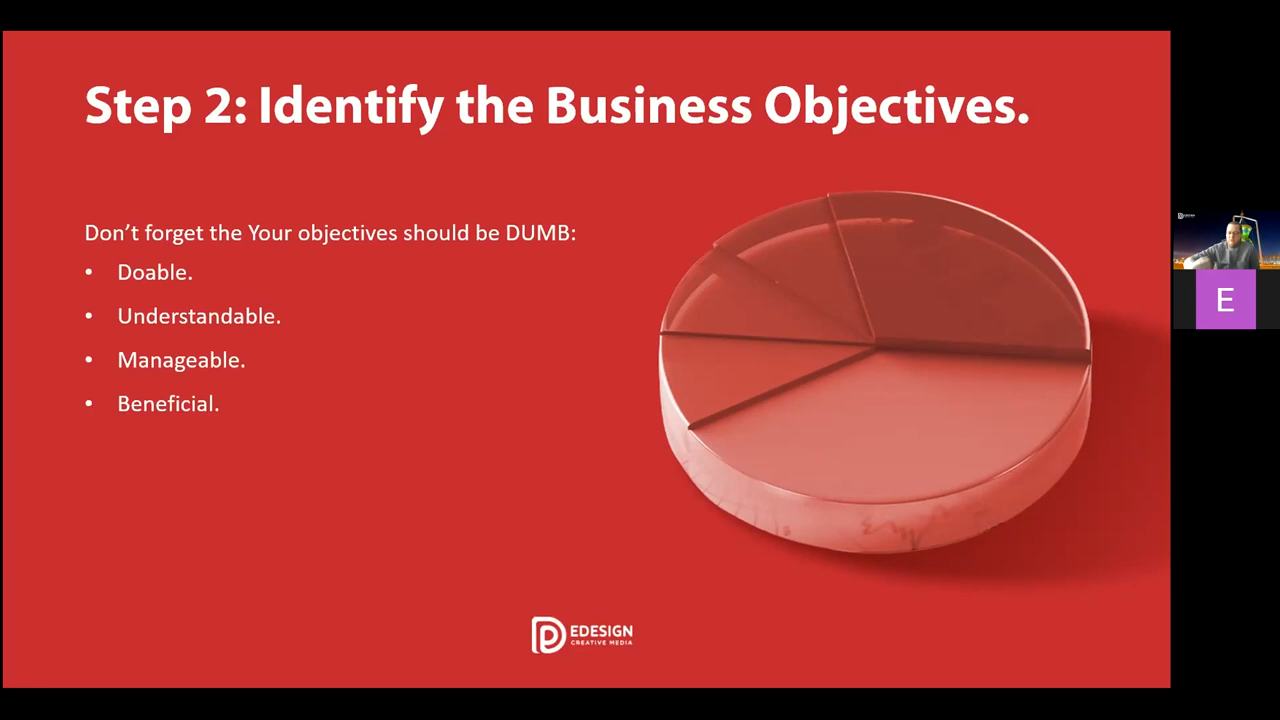 Step 2: Identify the Business Objectives.
Don’t forget the Your objectives should be DUMB:
• Doable.
• Understandable.
• Manageable.
• Beneficial.
EDESIGN
CREATIVE MEDIA
E